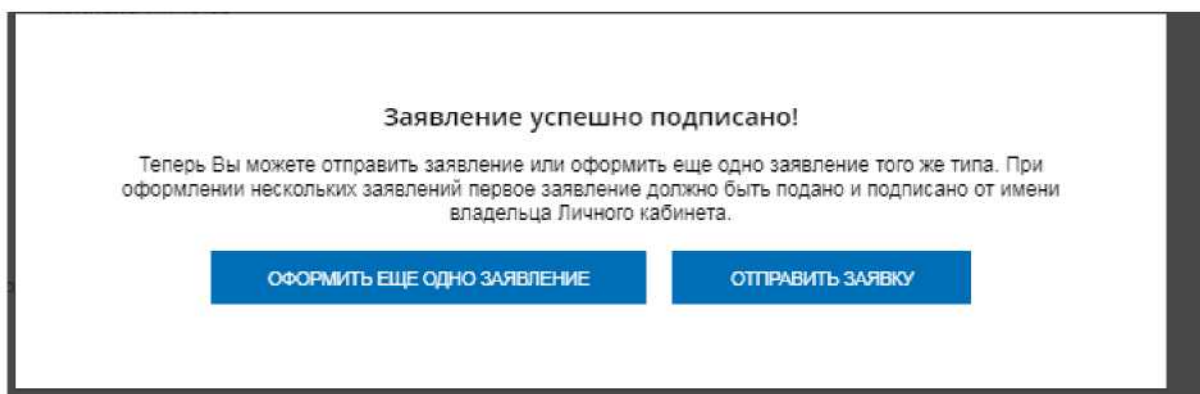 Заявление успешно подписано!
Теперь Вы можете отправить заявление или оформить еще одно заявление того же типа. При
оформлении нескольких заявлений первое заявление должно быть подано и подписано от имени
владельца Личного кабинета.
ОФОРМИТЬ ЕЩЕ ОДНО ЗАЯВЛЕНИЕ
ОТПРАВИТЬ ЗАЯВКУ